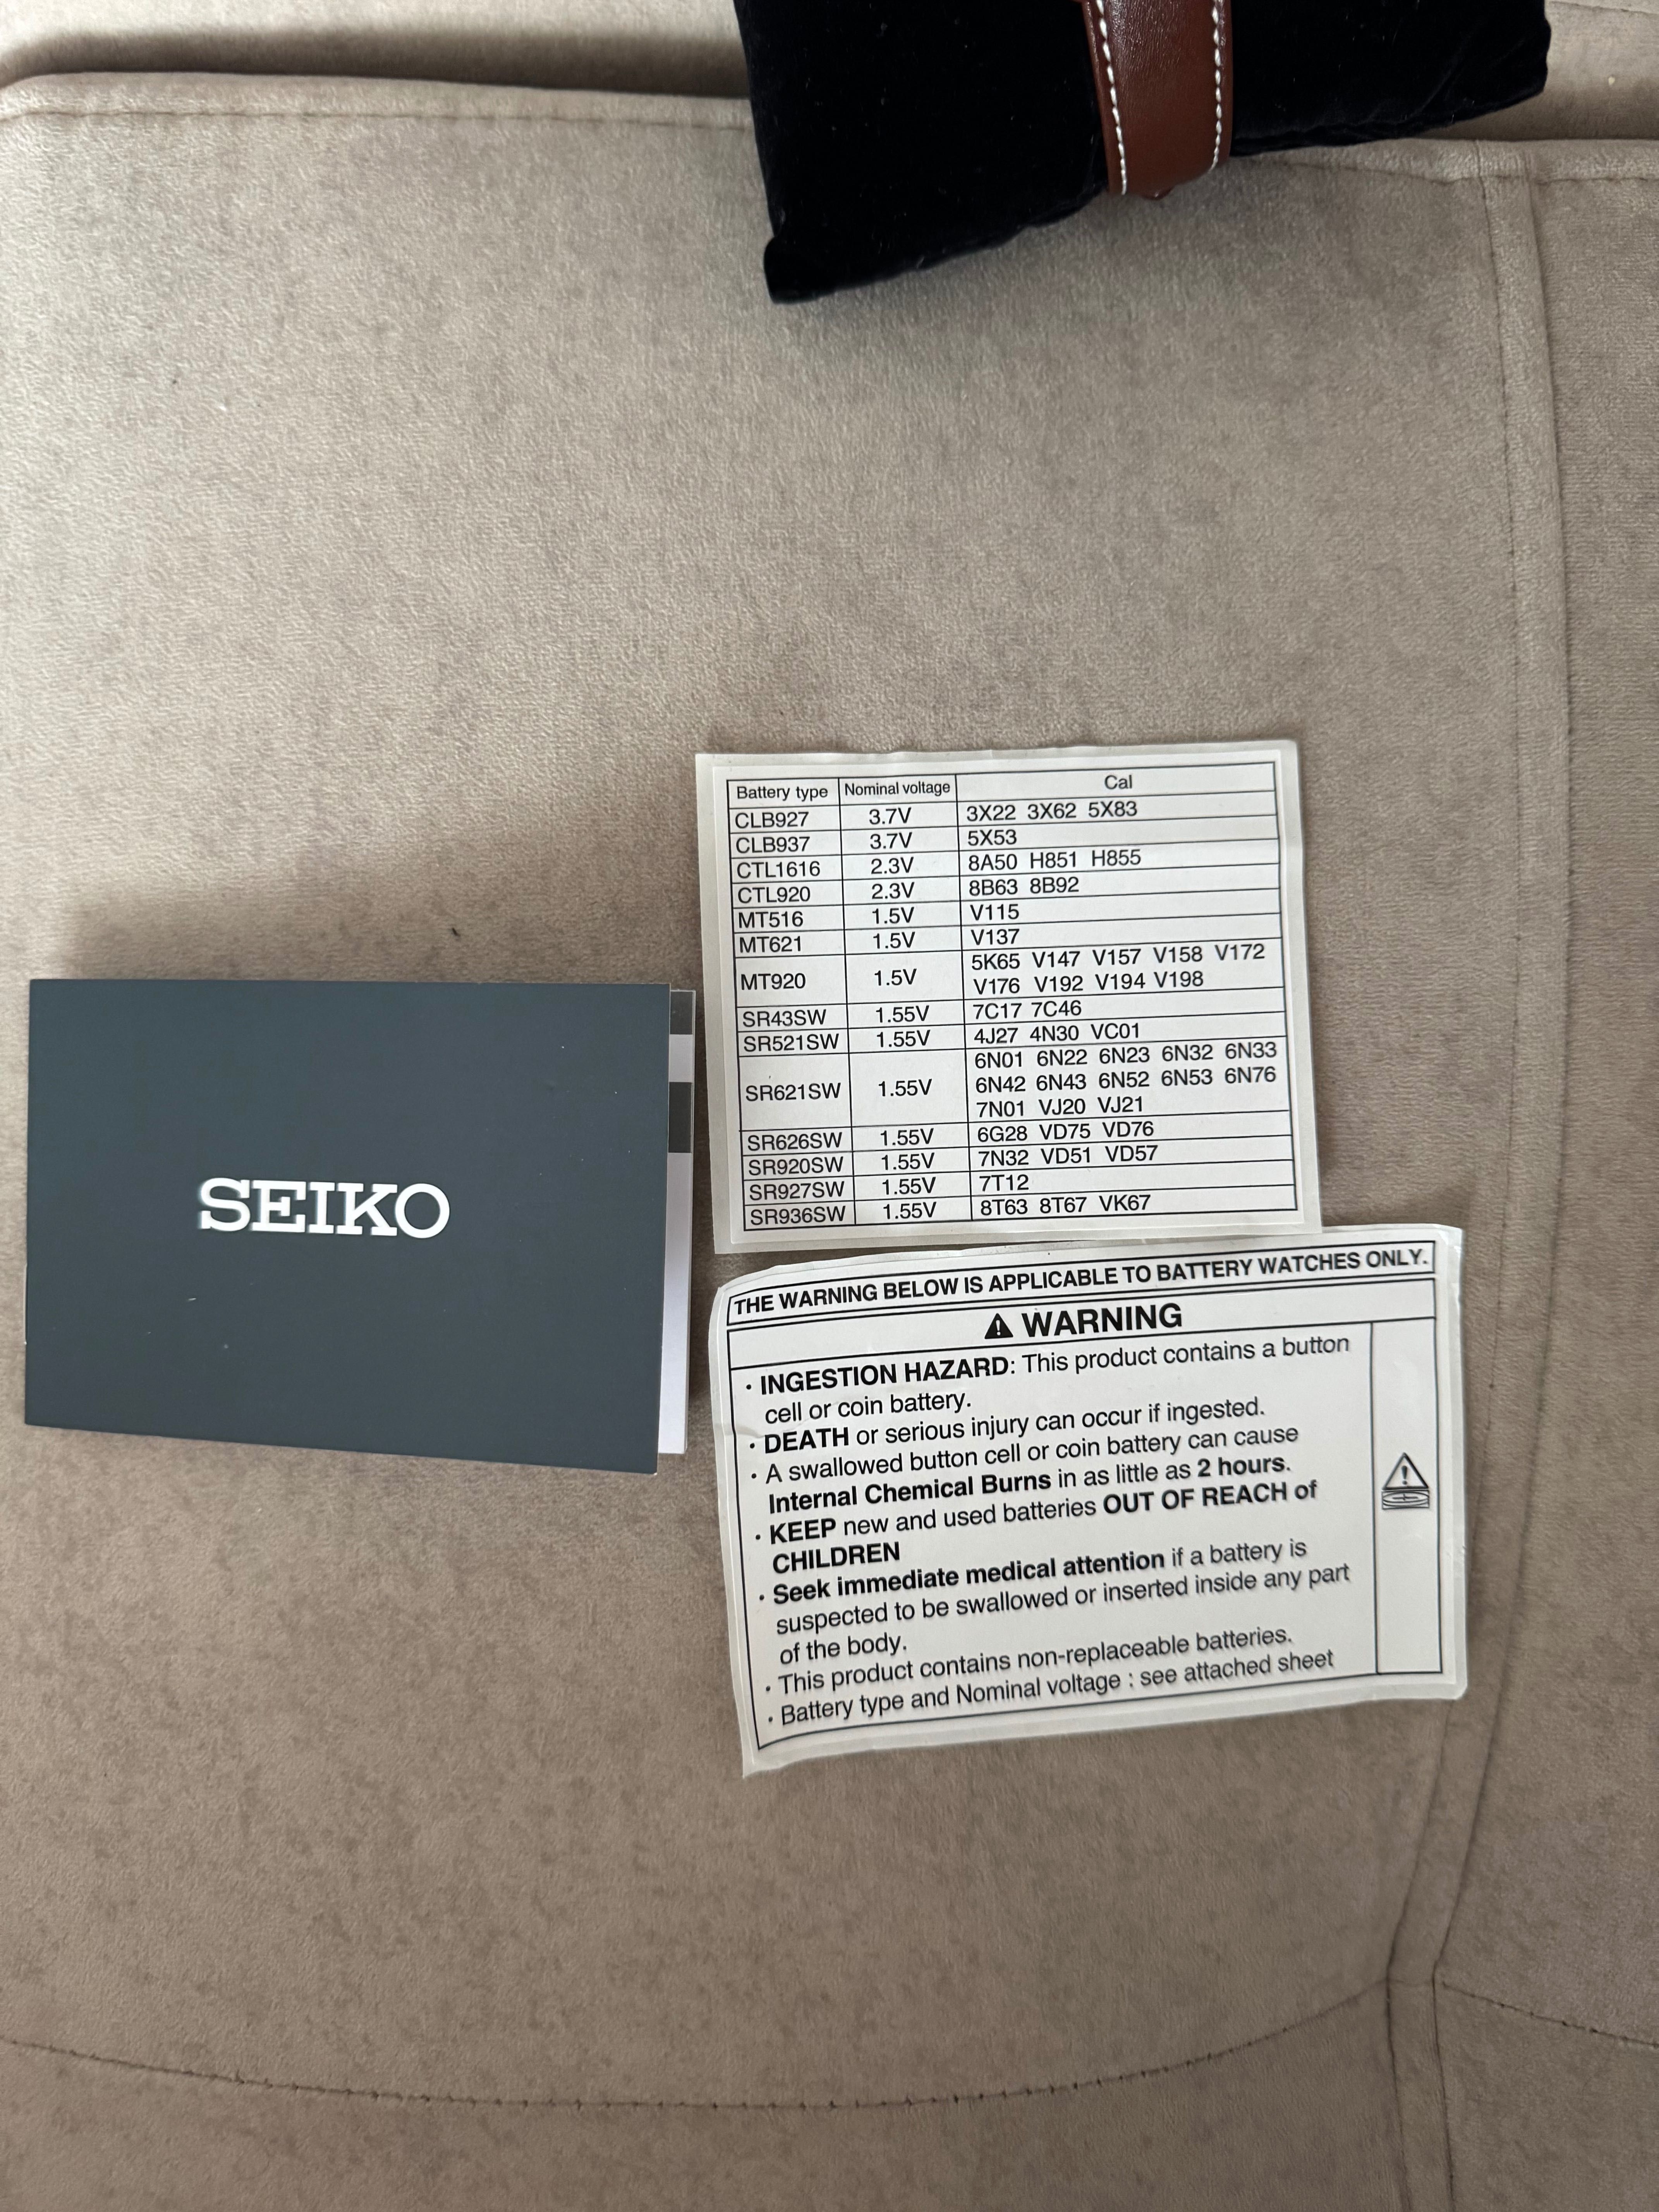 SEIKO
Battery type Nominal voltage Cal
CLB927 3.7V 3X22 3X62 5X83
CLB937 3.7V 5X53
CTL1616 2.3V 8A50 H851 H855
CTL920 2.3V 8B63 8B92
MT516 1.5V V115
MT621 1.5V V137
MT920 1.5V 5K65 V147 V157 V158 V172
V176 V192 V194 V198
SR43SW 1.55V 7C17 7C46
SR521SW 1.55V 4J27 4N30 VC01
SR621SW 1.55V 6N01 6N22 6N23 6N32 6N33
6N42 6N43 6N52 6N53 6N76
7N01 VJ20 VJ21
SR626SW 1.55V 6G28 VD75 VD76
SR920SW 1.55V 7N32 VD51 VD57
SR927SW 1.55V 7T12
SR936SW 1.55V 8T63 8T67 VK67
THE WARNING BELOW IS APPLICABLE TO BATTERY WATCHES ONLY.
⚠ WARNING
· INGESTION HAZARD: This product contains a button
cell or coin battery.
· DEATH or serious injury can occur if ingested.
· A swallowed button cell or coin battery can cause
Internal Chemical Burns in as little as 2 hours.
· KEEP new and used batteries OUT OF REACH of
CHILDREN
· Seek immediate medical attention if a battery is
suspected to be swallowed or inserted inside any part
of the body.
· This product contains non-replaceable batteries.
· Battery type and Nominal voltage : see attached sheet